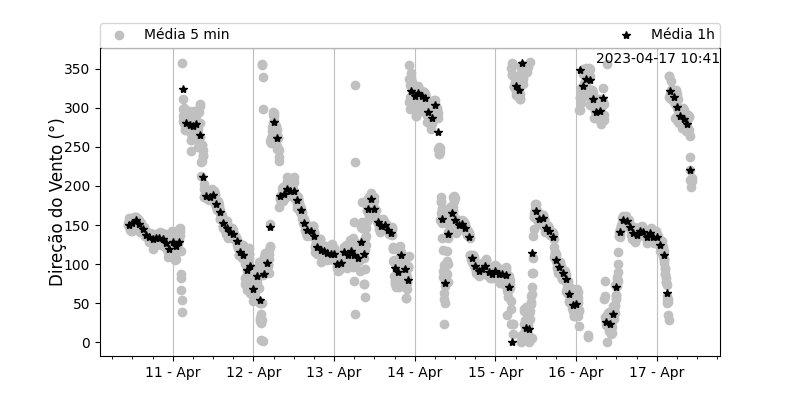 Média 5 min
Média 1h
2023-04-17 10:41
Direção do Vento (°)
350
300
250
200
150
100
50
0
11 - Apr
12 - Apr
13 - Apr
14 - Apr
15 - Apr
16 - Apr
17 - Apr